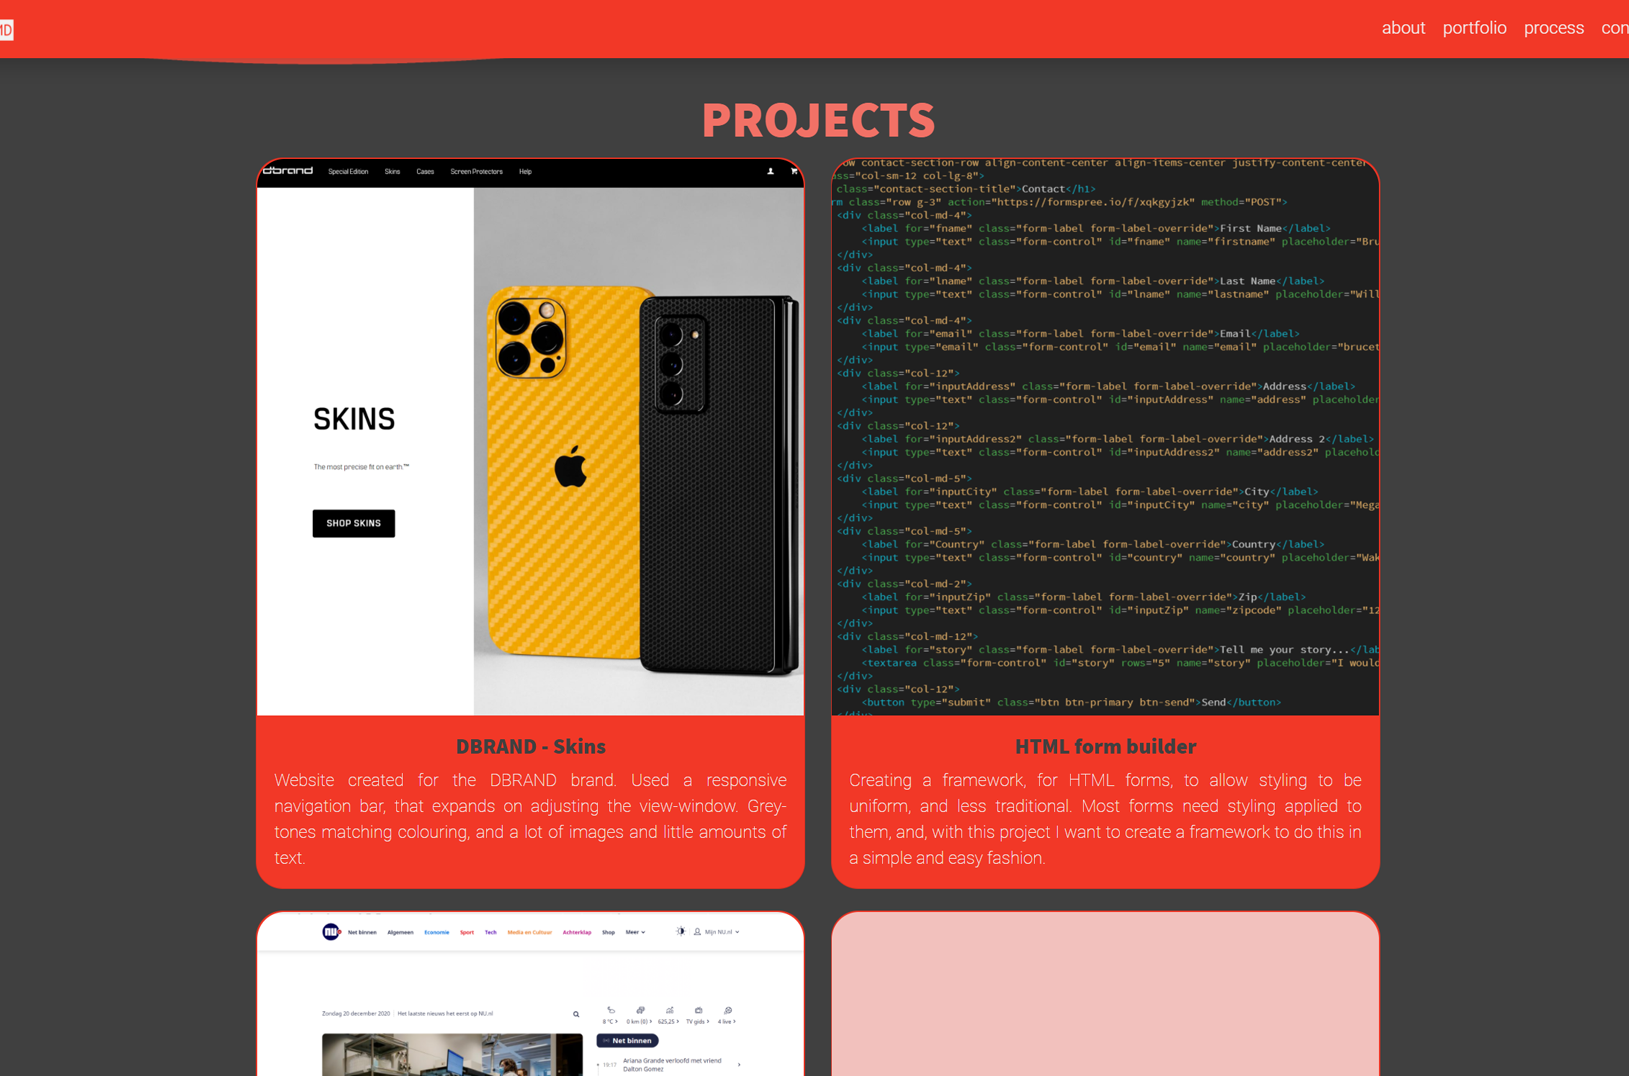 MD
about portfolio process con
PROJECTS
dbrand Special Edition Skins Cases Screen Protectors Help
SKINS
The most precise fit on earth.™
SHOP SKINS
row contact-section-row align-content-center align-items-center justify-content-center
ass="col-sm-12 col-lg-8">
class="contact-section-title">Contact</h1>
rm class="row g-3" action="https://formspree.io/f/xqkgyjzk" method="POST">
<div class="col-md-4">
<label for="fname" class="form-label form-label-override">First Name</label>
<input type="text" class="form-control" id="fname" name="firstname" placeholder="Bru
</div>
<div class="col-md-4">
<label for="lname" class="form-label form-label-override">Last Name</label>
<input type="text" class="form-control" id="lname" name="lastname" placeholder="Will
</div>
<div class="col-md-4">
<label for="email" class="form-label form-label-override">Email</label>
<input type="email" class="form-control" id="email" name="email" placeholder="brucet
</div>
<div class="col-12">
<label for="inputAddress" class="form-label form-label-override">Address</label>
<input type="text" class="form-control" id="inputAddress" name="address" placeholder
</div>
<div class="col-12">
<label for="inputAddress2" class="form-label form-label-override">Address 2</label>
<input type="text" class="form-control" id="inputAddress2" name="address2" placehol
</div>
<div class="col-md-5">
<label for="inputCity" class="form-label form-label-override">City</label>
<input type="text" class="form-control" id="inputCity" name="city" placeholder="Mega
</div>
<div class="col-md-5">
<label for="Country" class="form-label form-label-override">Country</label>
<input type="text" class="form-control" id="country" name="country" placeholder="Wak
</div>
<div class="col-md-2">
<label for="inputZip" class="form-label form-label-override">Zip</label>
<input type="text" class="form-control" id="inputZip" name="zipcode" placeholder="12
</div>
<div class="col-md-12">
<label for="story" class="form-label form-label-override">Tell me your story...</lab
<textarea class="form-control" id="story" rows="5" name="story" placeholder="I would
</div>
<div class="col-12">
<button type="submit" class="btn btn-primary btn-send">Send</button>
</div>
DBRAND - Skins
Website created for the DBRAND brand. Used a responsive
navigation bar, that expands on adjusting the view-window. Grey-
tones matching colouring, and a lot of images and little amounts of
text.
HTML form builder
Creating a framework, for HTML forms, to allow styling to be
uniform, and less traditional. Most forms need styling applied to
them, and, with this project I want to create a framework to do this in
a simple and easy fashion.
nu Net binnen Algemeen Economie Sport Tech Media en Cultuur Achterklap Shop Meer Mijn NU.nl
Zondag 20 december 2020 Het laatste nieuws het eerst op NU.nl
8 °C 0 km (0) 625,25 TV gids 4 live
Net binnen
19:17 Ariana Grande verloofd met vriend
Dalton Gomez